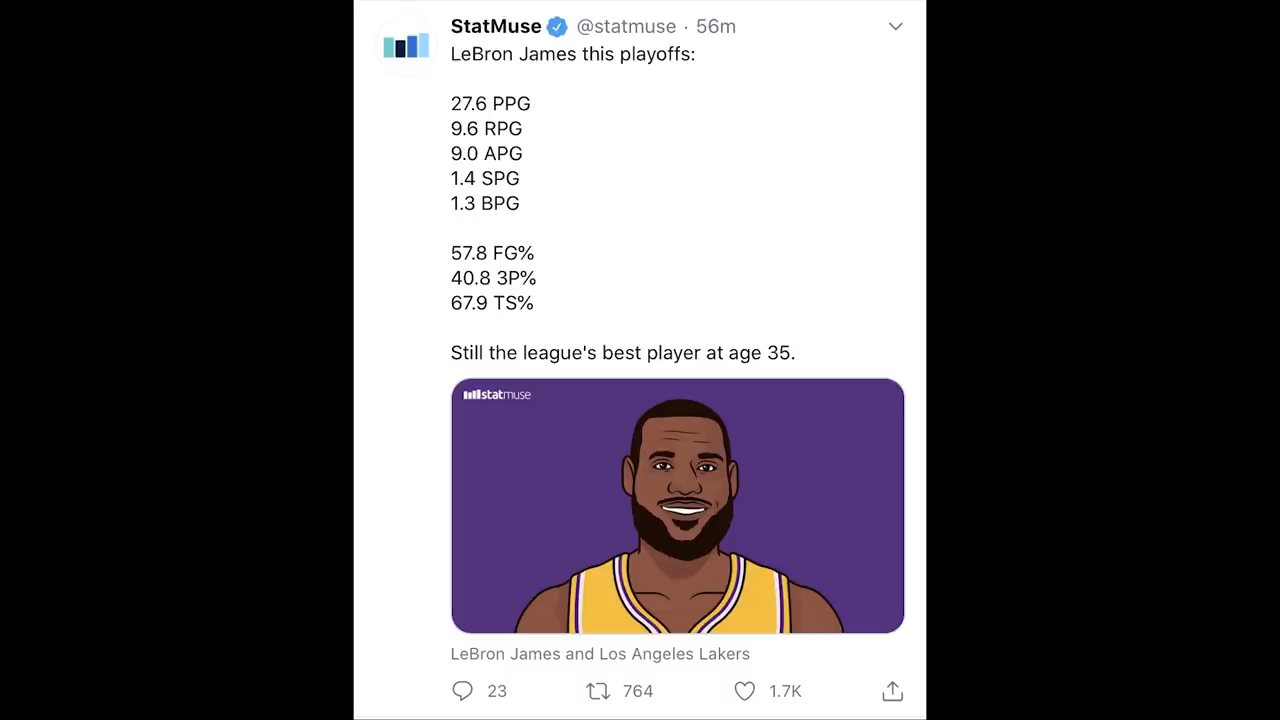 StatMuse @statmuse · 56m
LeBron James this playoffs:
27.6 PPG
9.6 RPG
9.0 APG
1.4 SPG
1.3 BPG
57.8 FG%
40.8 3P%
67.9 TS%
Still the league's best player at age 35.
statmuse
LeBron James and Los Angeles Lakers
23 764 1.7K